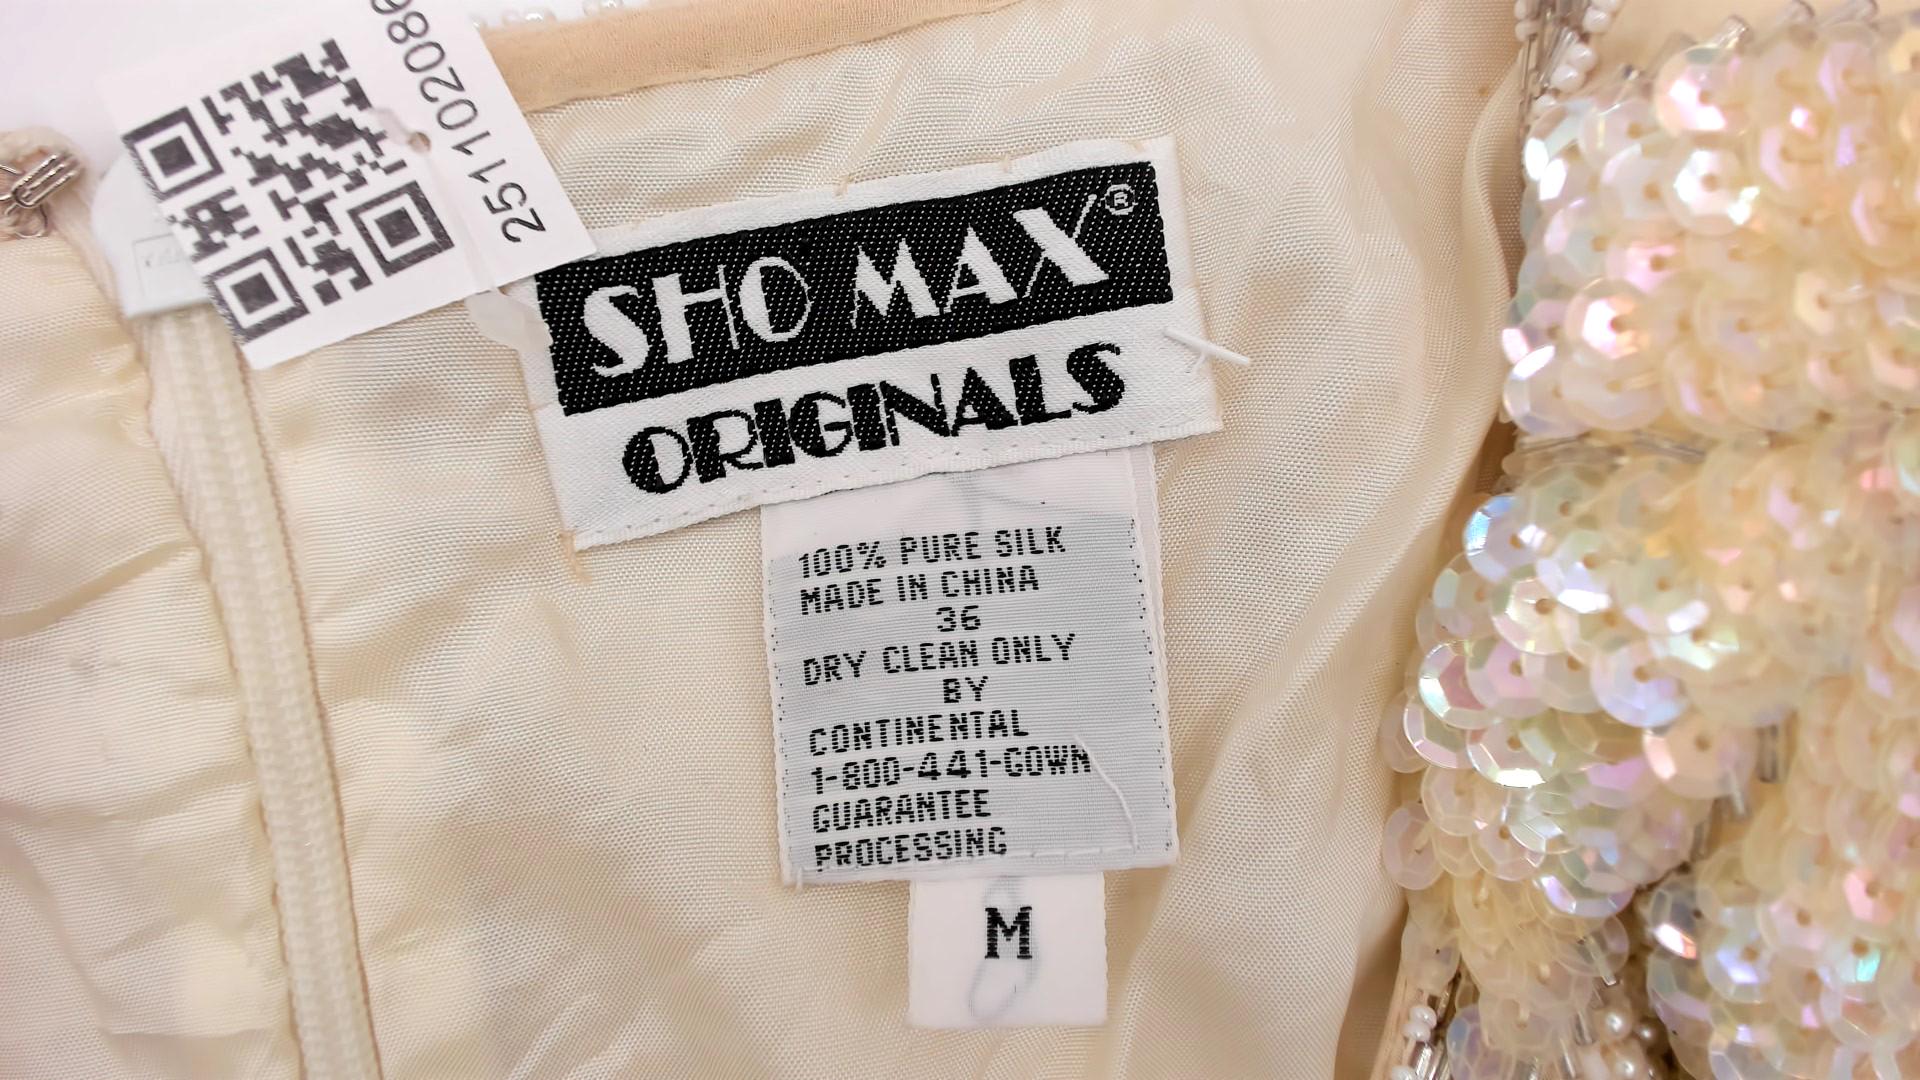 25110208
SHO MAX®
ORIGINALS
100% PURE SILK
MADE IN CHINA
36
DRY CLEAN ONLY
BY
CONTINENTAL
1-800-441-GOWN
GUARANTEE
PROCESSING
M